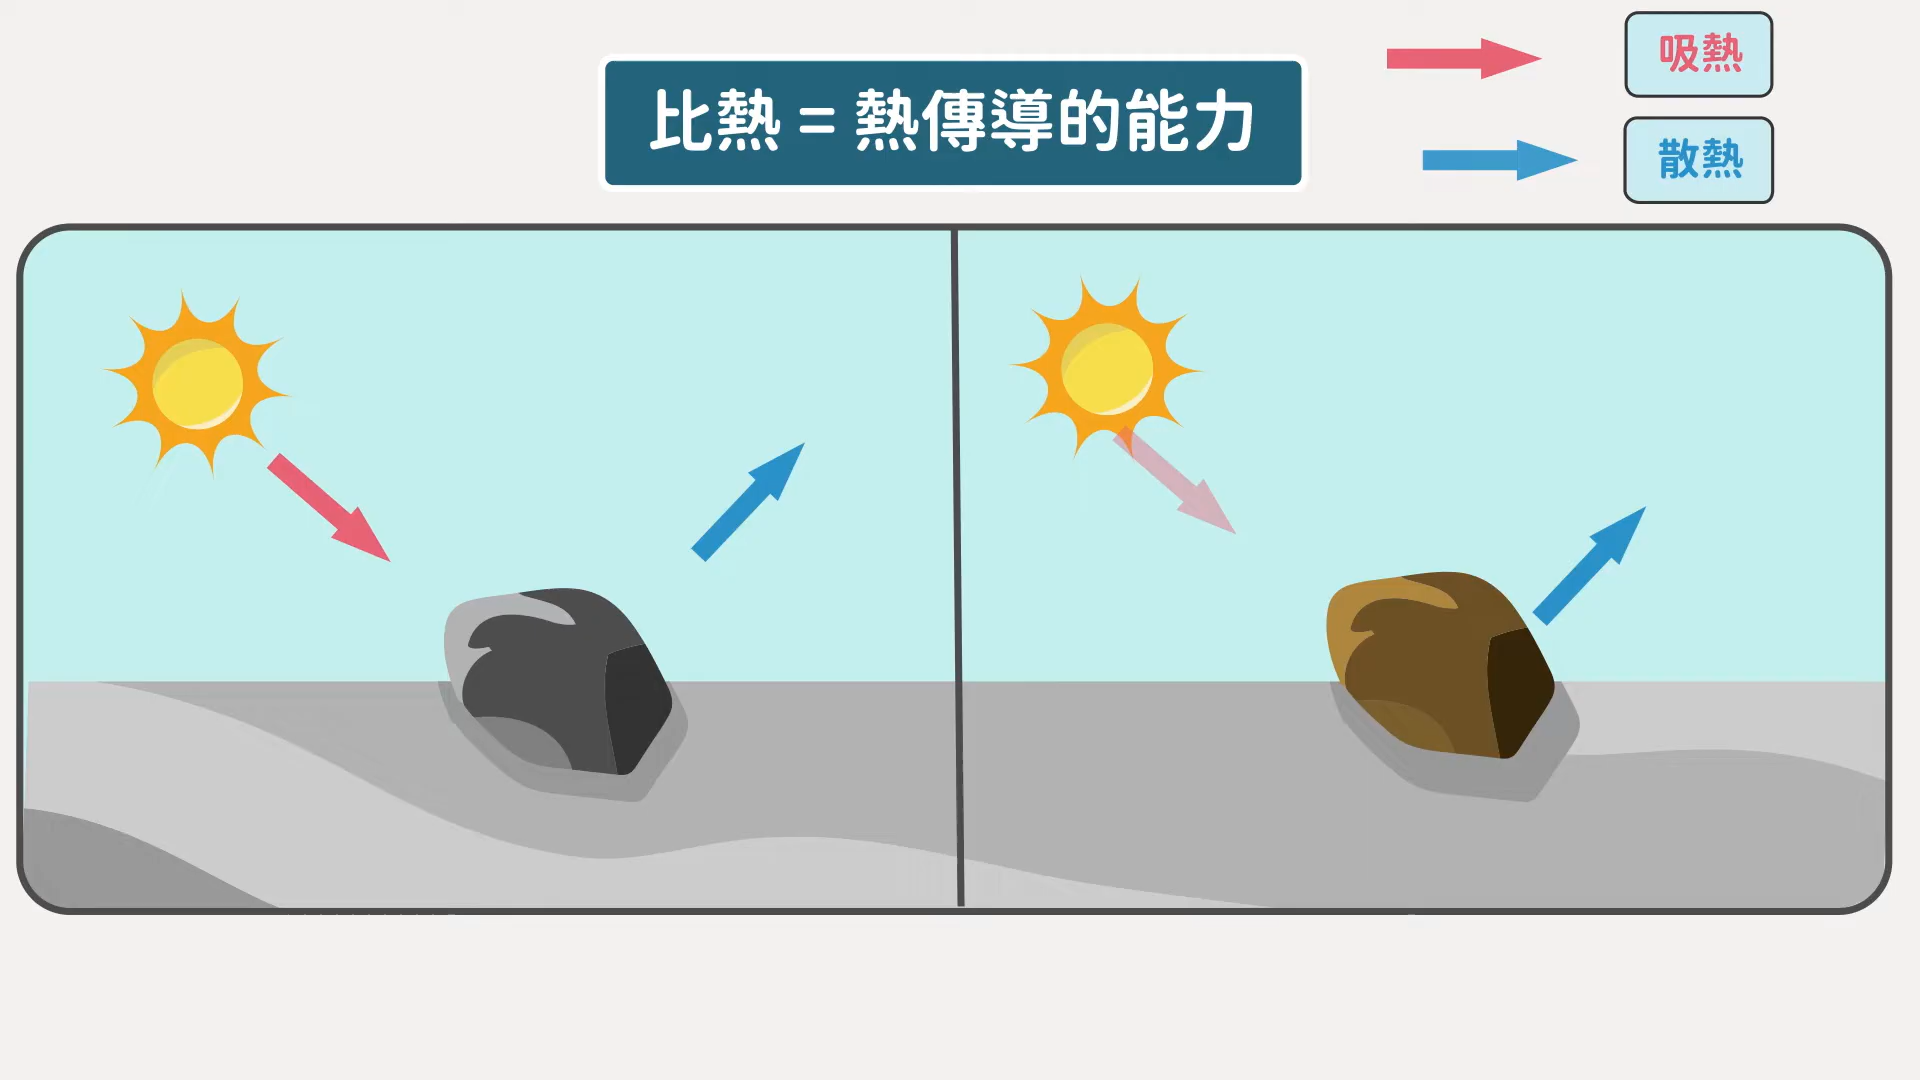 比熱 = 熱傳導的能力
吸熱
散熱